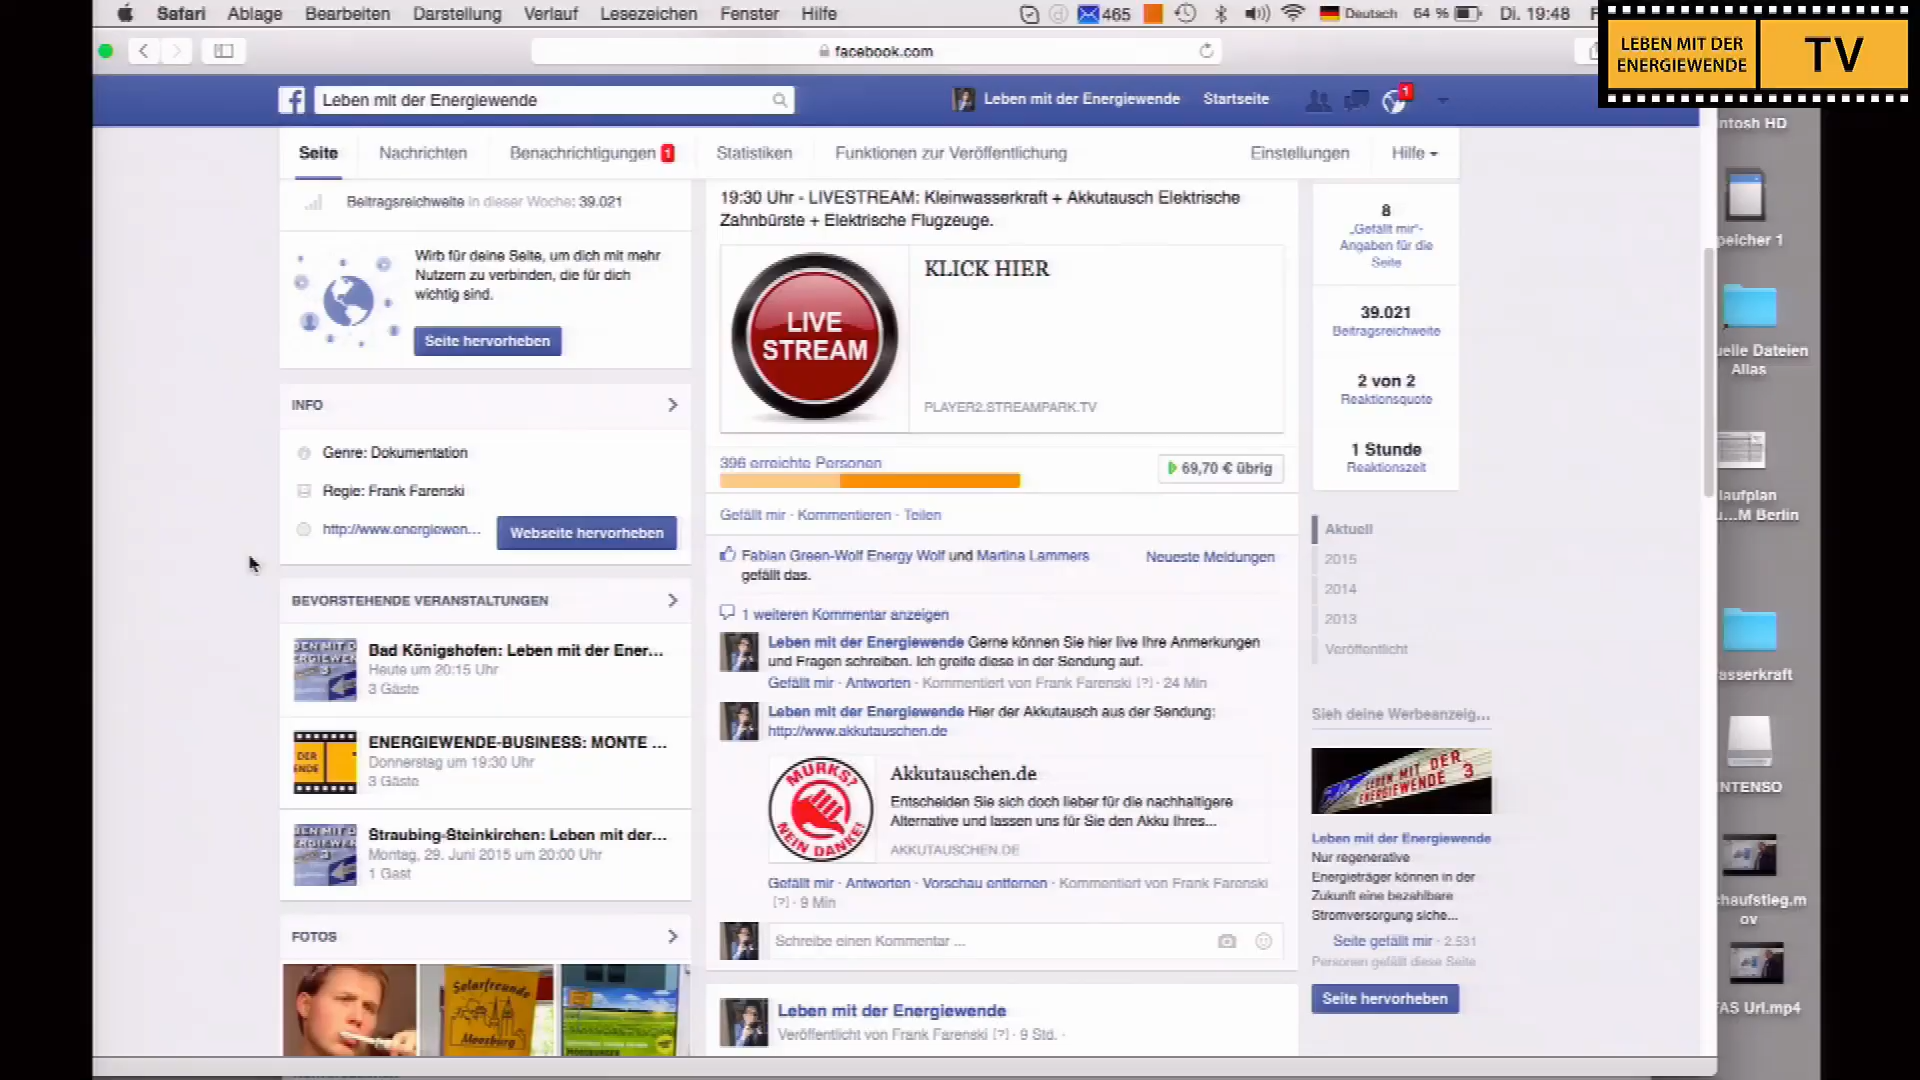 Safari Ablage Bearbeiten Darstellung Verlauf Lesezeichen Fenster Hilfe 465 Deutsch 64 % Di. 19:48
LEBEN MIT DER
ENERGIEWENDE
TV
facebook.com
Leben mit der Energiewende
Leben mit der Energiewende Startseite 1
Seite Nachrichten Benachrichtigungen 1 Statistiken Funktionen zur Veröffentlichung Einstellungen Hilfe
Beitragsreichweite in dieser Woche: 39.021
Wirb für deine Seite, um dich mit mehr
Nutzern zu verbinden, die für dich
wichtig sind.
Seite hervorheben
INFO
Genre: Dokumentation
Regie: Frank Farenski
http://www.energiewen...
Webseite hervorheben
BEVORSTEHENDE VERANSTALTUNGEN
Bad Königshofen: Leben mit der Ener...
Heute um 20:15 Uhr
3 Gäste
DER
ENDE
ENERGIEWENDE-BUSINESS: MONTE ...
Donnerstag um 19:30 Uhr
3 Gäste
Straubing-Steinkirchen: Leben mit der...
Montag, 29. Juni 2015 um 20:00 Uhr
1 Gast
FOTOS
Solarfreunde
Moosburg
19:30 Uhr - LIVESTREAM: Kleinwasserkraft + Akkutausch Elektrische
Zahnbürste + Elektrische Flugzeuge.
LIVE
STREAM
KLICK HIER
PLAYER2.STREAMPARK.TV
396 erreichte Personen
69,70 € übrig
Gefällt mir · Kommentieren · Teilen
Fabian Green-Wolf Energy Wolf und Martina Lammers
gefällt das.
Neueste Meldungen
1 weiteren Kommentar anzeigen
Leben mit der Energiewende Gerne können Sie hier live Ihre Anmerkungen
und Fragen schreiben. Ich greife diese in der Sendung auf.
Gefällt mir · Antworten · Kommentiert von Frank Farenski [?] · 24 Min
Leben mit der Energiewende Hier der Akkutausch aus der Sendung:
http://www.akkutauschen.de
MURKS?
NEIN DANKE!
Akkutauschen.de
Entscheiden Sie sich doch lieber für die nachhaltigere
Alternative und lassen uns für Sie den Akku Ihres...
AKKUTAUSCHEN.DE
Gefällt mir · Antworten · Vorschau entfernen · Kommentiert von Frank Farenski
[?] · 9 Min
Schreibe einen Kommentar ...
Leben mit der Energiewende
Veröffentlicht von Frank Farenski [?] · 9 Std. ·
8
„Gefällt mir“-
Angaben für die
Seite
39.021
Beitragsreichweite
2 von 2
Reaktionsquote
1 Stunde
Reaktionszeit
Aktuell
2015
2014
2013
Veröffentlicht
Sieh deine Werbeanzeig...
LEBEN MIT DER
ENERGIEWENDE 3
Leben mit der Energiewende
Nur regenerative
Energieträger können in der
Zukunft eine bezahlbare
Stromversorgung siche...
Seite gefällt mir · 2.531
Personen gefällt diese Seite
Seite hervorheben
ntosh HD
peicher 1
uelle Dateien
Alias
laufplan
u...M Berlin
asserkraft
NTENSO
chaufstieg.m
ov
FAS Url.mp4